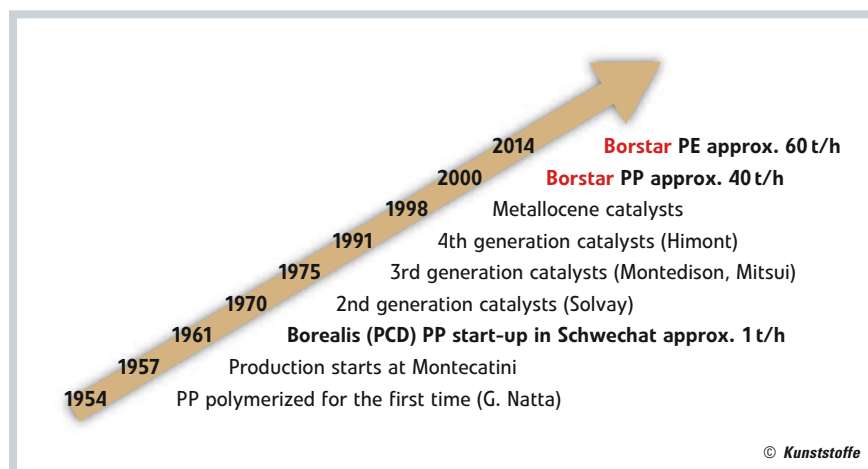 2014 Borstar PE approx. 60 t/h
2000 Borstar PP approx. 40 t/h
1998 Metallocene catalysts
1991 4th generation catalysts (Himont)
1975 3rd generation catalysts (Montedison, Mitsui)
1970 2nd generation catalysts (Solvay)
1961 Borealis (PCD) PP start-up in Schwechat approx. 1 t/h
1957 Production starts at Montecatini
1954 PP polymerized for the first time (G. Natta)
© Kunststoffe